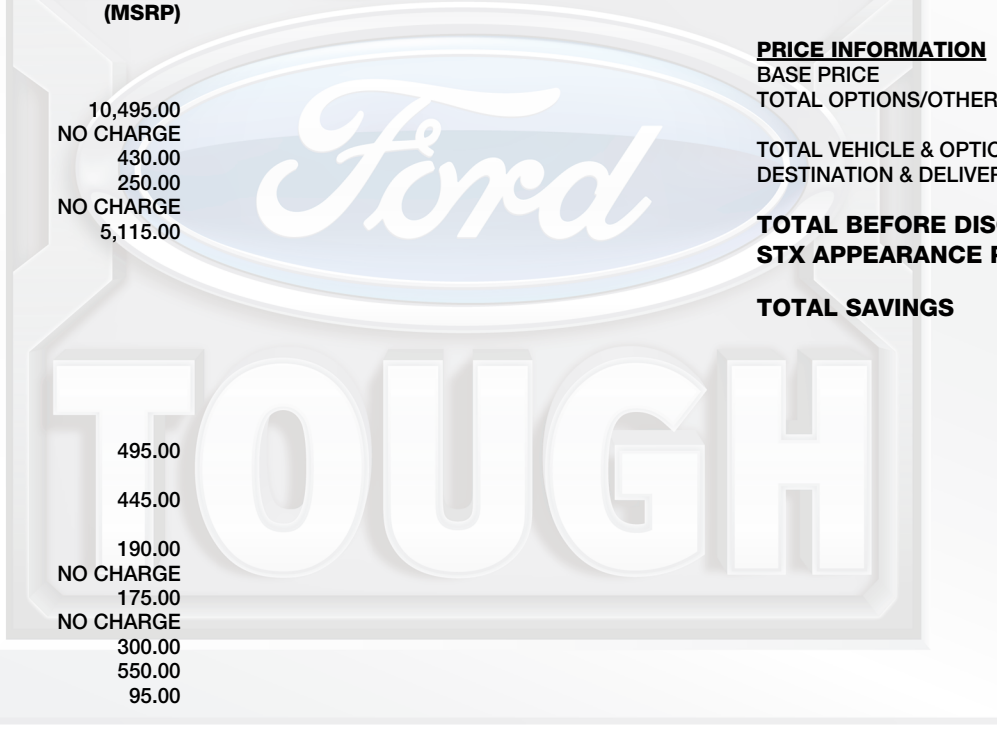 (MSRP)
10,495.00
NO CHARGE
430.00
250.00
NO CHARGE
5,115.00
495.00
445.00
190.00
NO CHARGE
175.00
NO CHARGE
300.00
550.00
95.00
PRICE INFORMATION
BASE PRICE
TOTAL OPTIONS/OTHER
TOTAL VEHICLE & OPTIO
DESTINATION & DELIVER
TOTAL BEFORE DIS
STX APPEARANCE P
TOTAL SAVINGS
Ford
TOUGH